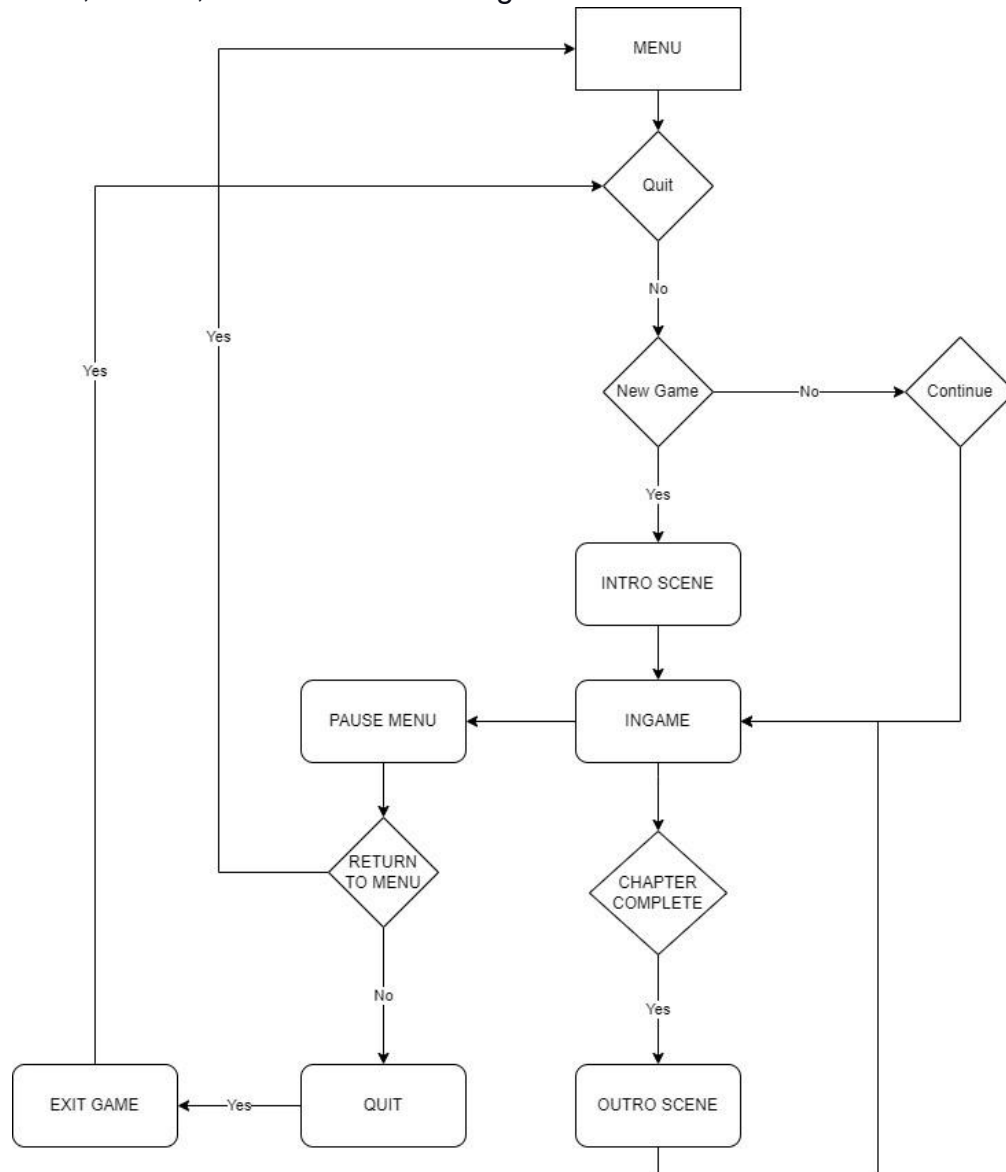 MENU
Quit
No
Yes
Yes
New Game
No
Continue
Yes
INTRO SCENE
PAUSE MENU
INGAME
RETURN
TO MENU
CHAPTER
COMPLETE
No
Yes
EXIT GAME
Yes
QUIT
OUTRO SCENE